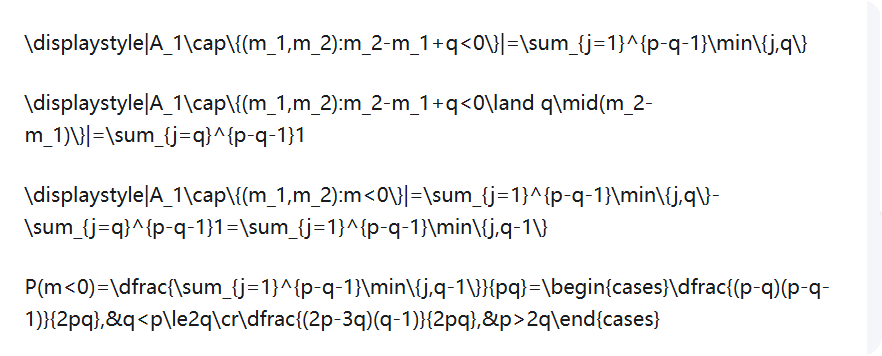 \displaystyle|A_1\cap\{(m_1,m_2):m_2-m_1+q<0\}|=\sum_{j=1}^{p-q-1}\min\{j,q\}
\displaystyle|A_1\cap\{(m_1,m_2):m_2-m_1+q<0\land q\mid(m_2-
m_1)\}|=\sum_{j=q}^{p-q-1}1
\displaystyle|A_1\cap\{(m_1,m_2):m<0\}|=\sum_{j=1}^{p-q-1}\min\{j,q\}-
\sum_{j=q}^{p-q-1}1=\sum_{j=1}^{p-q-1}\min\{j,q-1\}
P(m<0)=\dfrac{\sum_{j=1}^{p-q-1}\min\{j,q-1\}}{pq}=\begin{cases}\dfrac{(p-q)(p-q-
1)}{2pq},&q<p\le2q\cr\dfrac{(2p-3q)(q-1)}{2pq},&p>2q\end{cases}